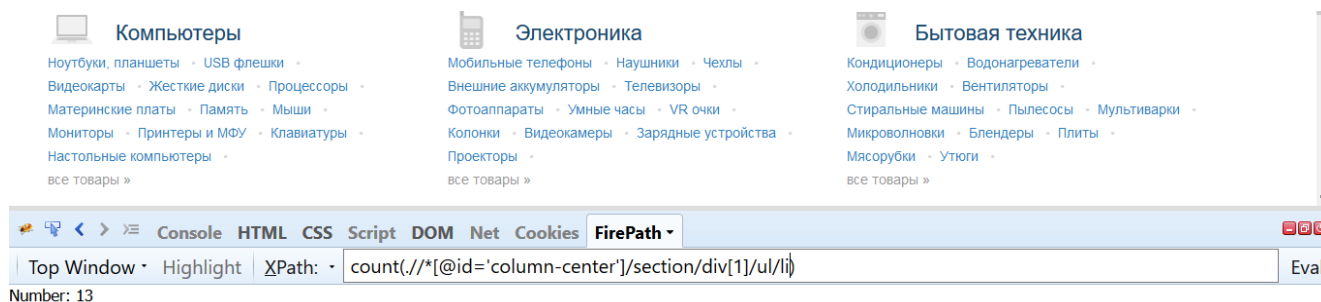 Компьютеры Электроника Бытовая техника
Ноутбуки, планшеты · USB флешки · Мобильные телефоны · Наушники · Чехлы · Кондиционеры · Водонагреватели ·
Видеокарты · Жесткие диски · Процессоры · Внешние аккумуляторы · Телевизоры · Холодильники · Вентиляторы ·
Материнские платы · Память · Мыши · Фотоаппараты · Умные часы · VR очки · Стиральные машины · Пылесосы · Мультиварки ·
Мониторы · Принтеры и МФУ · Клавиатуры · Колонки · Видеокамеры · Зарядные устройства · Микроволновки · Блендеры · Плиты ·
Настольные компьютеры · Проекторы · Мясорубки · Утюги ·
все товары » все товары » все товары »
Console HTML CSS Script DOM Net Cookies FirePath
Top Window Highlight XPath: count(.//*[@id='column-center']/section/div[1]/ul/li)
Number: 13